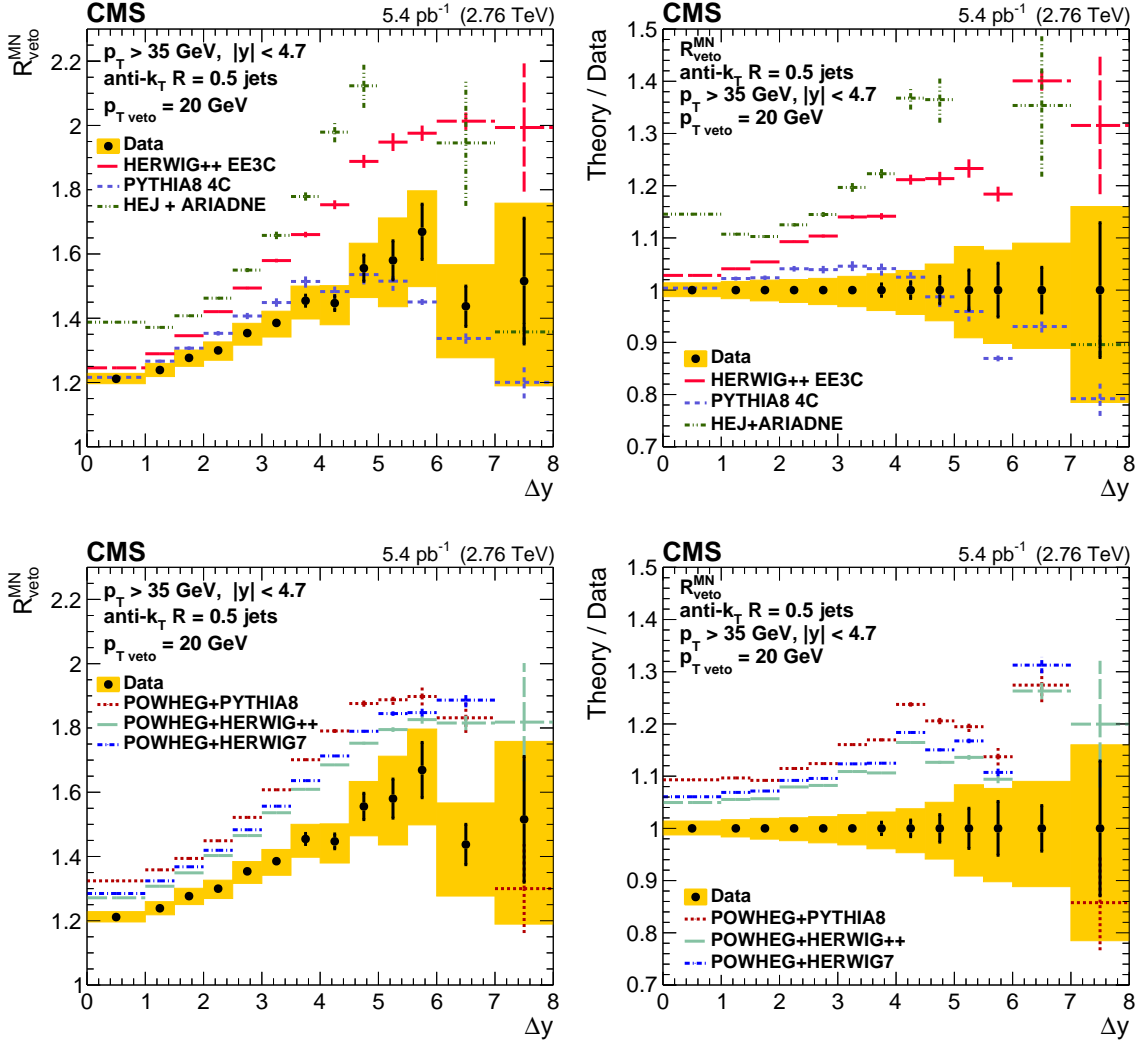 CMS 5.4 pb⁻¹ (2.76 TeV)
R_veto^MN
p_T > 35 GeV, |y| < 4.7
anti-k_T R = 0.5 jets
p_T veto = 20 GeV
Data
HERWIG++ EE3C
PYTHIA8 4C
HEJ + ARIADNE
2.2
2
1.8
1.6
1.4
1.2
1
0 1 2 3 4 5 6 7 8
Δy
CMS 5.4 pb⁻¹ (2.76 TeV)
Theory / Data
R_veto^MN
anti-k_T R = 0.5 jets
p_T > 35 GeV, |y| < 4.7
p_T veto = 20 GeV
Data
HERWIG++ EE3C
PYTHIA8 4C
HEJ+ARIADNE
1.5
1.4
1.3
1.2
1.1
1.0
0.9
0.8
0.7
0 1 2 3 4 5 6 7 8
Δy
CMS 5.4 pb⁻¹ (2.76 TeV)
R_veto^MN
p_T > 35 GeV, |y| < 4.7
anti-k_T R = 0.5 jets
p_T veto = 20 GeV
Data
POWHEG+PYTHIA8
POWHEG+HERWIG++
POWHEG+HERWIG7
2.2
2
1.8
1.6
1.4
1.2
1
0 1 2 3 4 5 6 7 8
Δy
CMS 5.4 pb⁻¹ (2.76 TeV)
Theory / Data
R_veto^MN
anti-k_T R = 0.5 jets
p_T > 35 GeV, |y| < 4.7
p_T veto = 20 GeV
Data
POWHEG+PYTHIA8
POWHEG+HERWIG++
POWHEG+HERWIG7
1.5
1.4
1.3
1.2
1.1
1.0
0.9
0.8
0.7
0 1 2 3 4 5 6 7 8
Δy